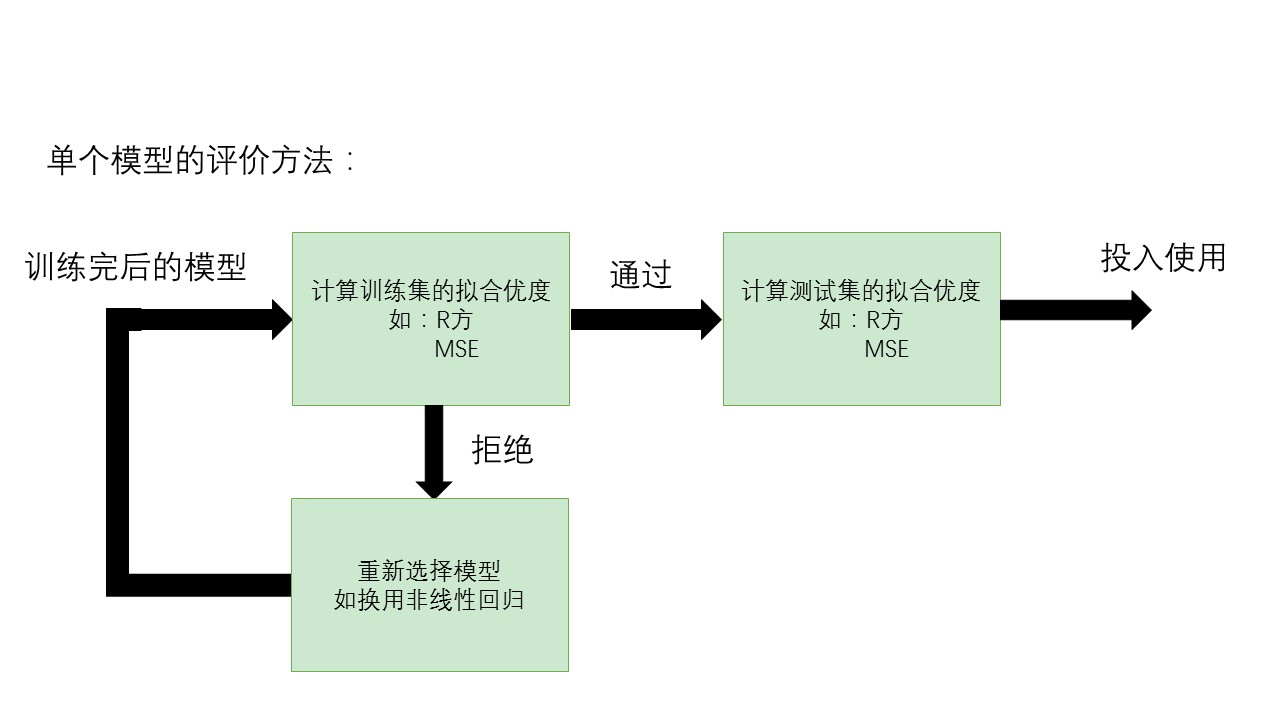 单个模型的评价方法：
训练完后的模型
计算训练集的拟合优度
如：R方
MSE
通过
计算测试集的拟合优度
如：R方
MSE
投入使用
拒绝
重新选择模型
如换用非线性回归